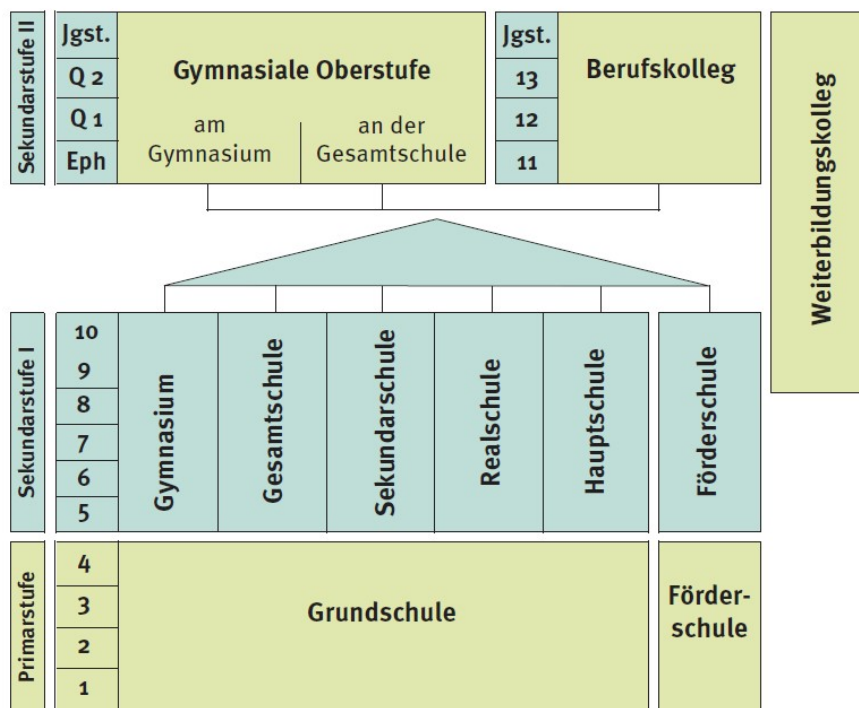 Sekundarstufe II
Jgst.
Q 2
Q 1
Eph
Gymnasiale Oberstufe
am
Gymnasium
an der
Gesamtschule
Jgst.
13
12
11
Berufskolleg
Weiterbildungskolleg
Sekundarstufe I
10
9
8
7
6
5
Gymnasium
Gesamtschule
Sekundarschule
Realschule
Hauptschule
Förderschule
Primarstufe
4
3
2
1
Grundschule
Förder-
schule